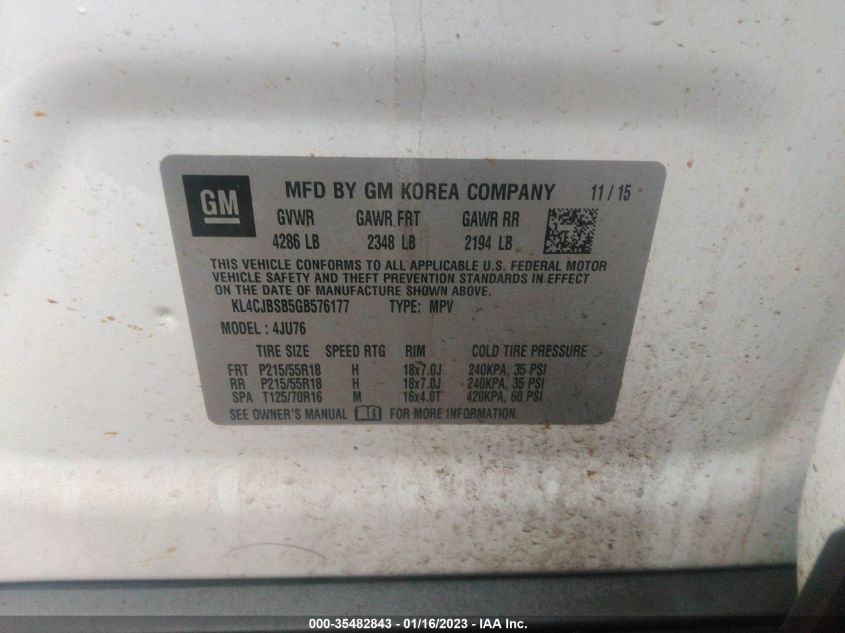 GM MFD BY GM KOREA COMPANY 11 / 15
GVWR GAWR FRT GAWR RR
4286 LB 2348 LB 2194 LB
THIS VEHICLE CONFORMS TO ALL APPLICABLE U.S. FEDERAL MOTOR
VEHICLE SAFETY AND THEFT PREVENTION STANDARDS IN EFFECT
ON THE DATE OF MANUFACTURE SHOWN ABOVE.
KL4CJBSB5GB576177 TYPE: MPV
MODEL : 4JU76
TIRE SIZE SPEED RTG RIM COLD TIRE PRESSURE
FRT P215/55R18 H 18x7.0J 240KPA, 35 PSI
RR P215/55R18 H 18x7.0J 240KPA, 35 PSI
SPA T125/70R16 M 16x4.0T 420KPA, 60 PSI
SEE OWNER'S MANUAL FOR MORE INFORMATION.
000-35482843 - 01/16/2023 - IAA Inc.